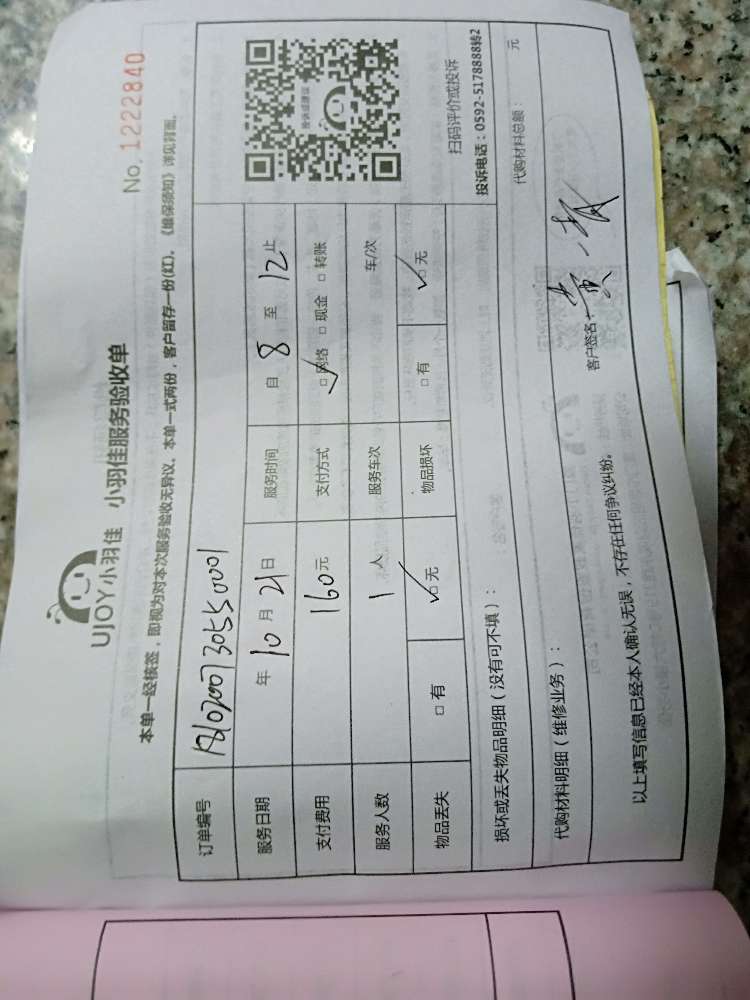 UJOY小羽佳 小羽佳服务验收单
No. 1222840
本单一经核签，即视为对本次服务验收无异议，本单一式两份，客户留存一份(红)。《维保须知》详见背面。
订单编号 18102007305550001
服务日期 年 10 月 21 日 服务时间 自 8 至 12 止
支付费用 160元 支付方式 □网络 □现金 □转账
服务人数 1 人 服务车次 车/次
物品丢失 □有 □无 物品损坏 □有 □无
扫码评价或投诉
投诉电话：0592-5178888转2
损坏或丢失物品明细（没有可不填）：
代购材料明细（维修业务）： 代购材料总额： 元
以上填写信息已经本人确认无误，不存在任何争议纠纷。 客户签名：